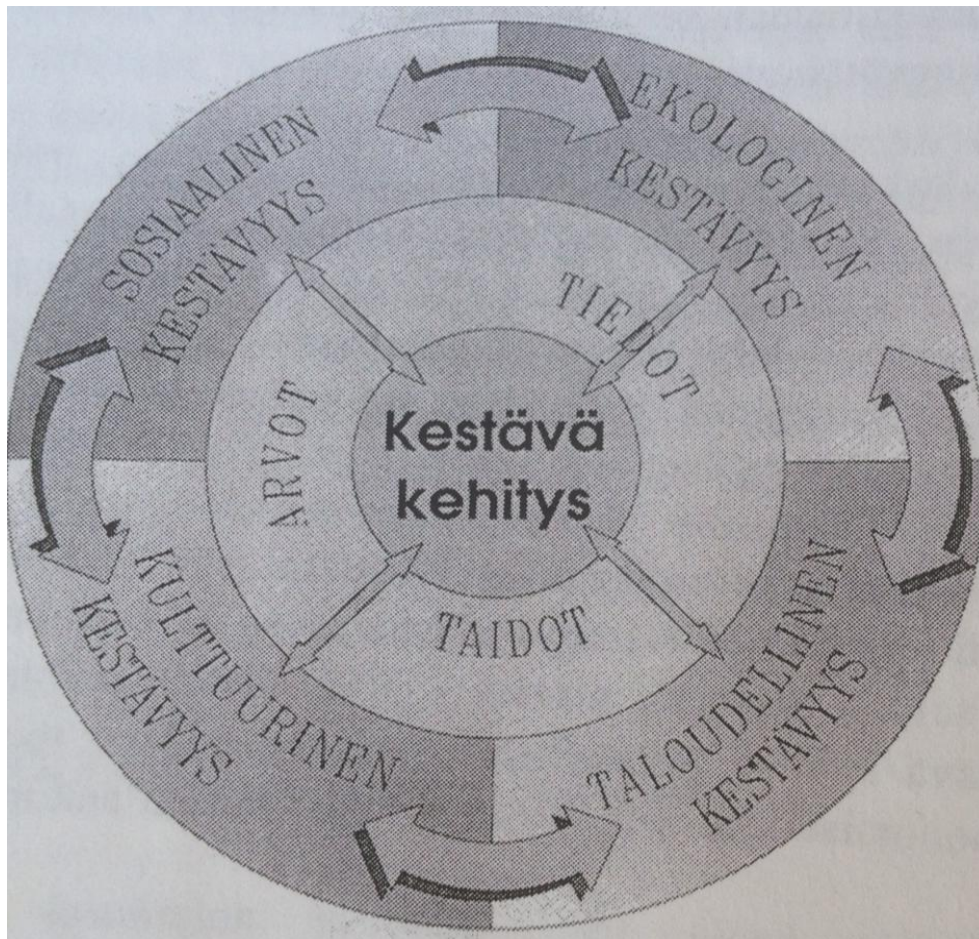 SOSIAALINEN
KESTÄVYYS
EKOLOGINEN
KESTÄVYYS
TIEDOT
ARVOT
Kestävä
kehitys
TAIDOT
KULTTUURINEN
KESTÄVYYS
TALOUDELLINEN
KESTÄVYYS